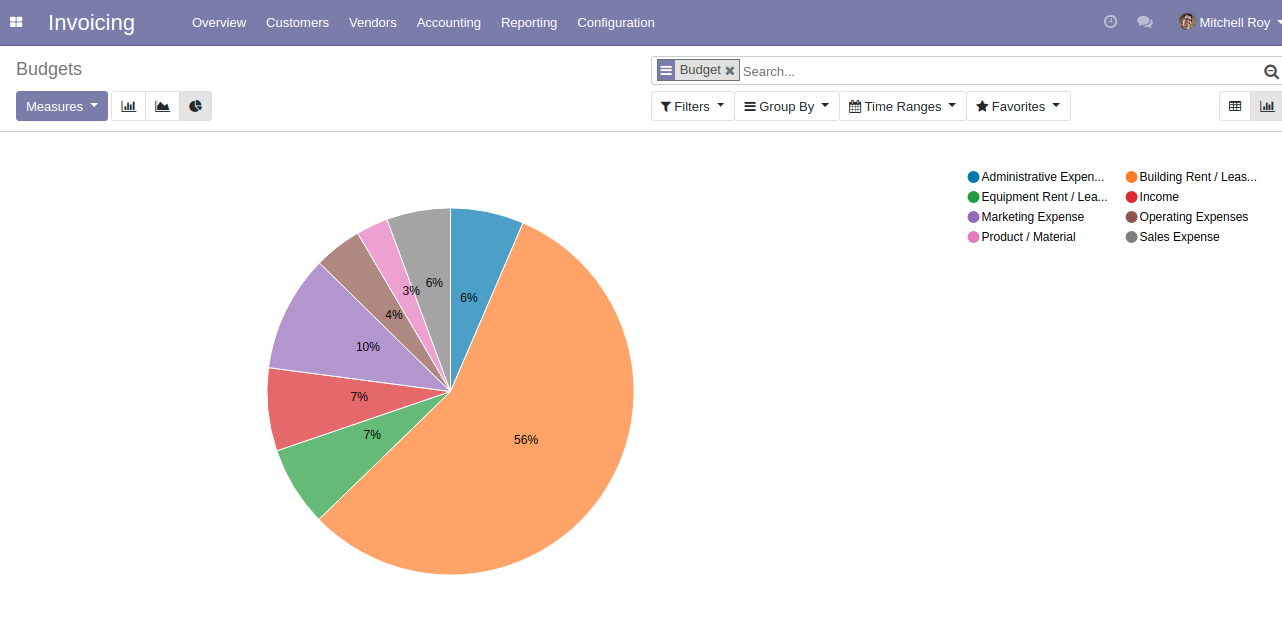 Invoicing Overview Customers Vendors Accounting Reporting Configuration Mitchell Roy
Budgets
Budget Search...
Measures Filters Group By Time Ranges Favorites
Administrative Expen... Building Rent / Leas...
Equipment Rent / Lea... Income
Marketing Expense Operating Expenses
Product / Material Sales Expense
6%
6%
3%
4%
10%
7%
7%
56%